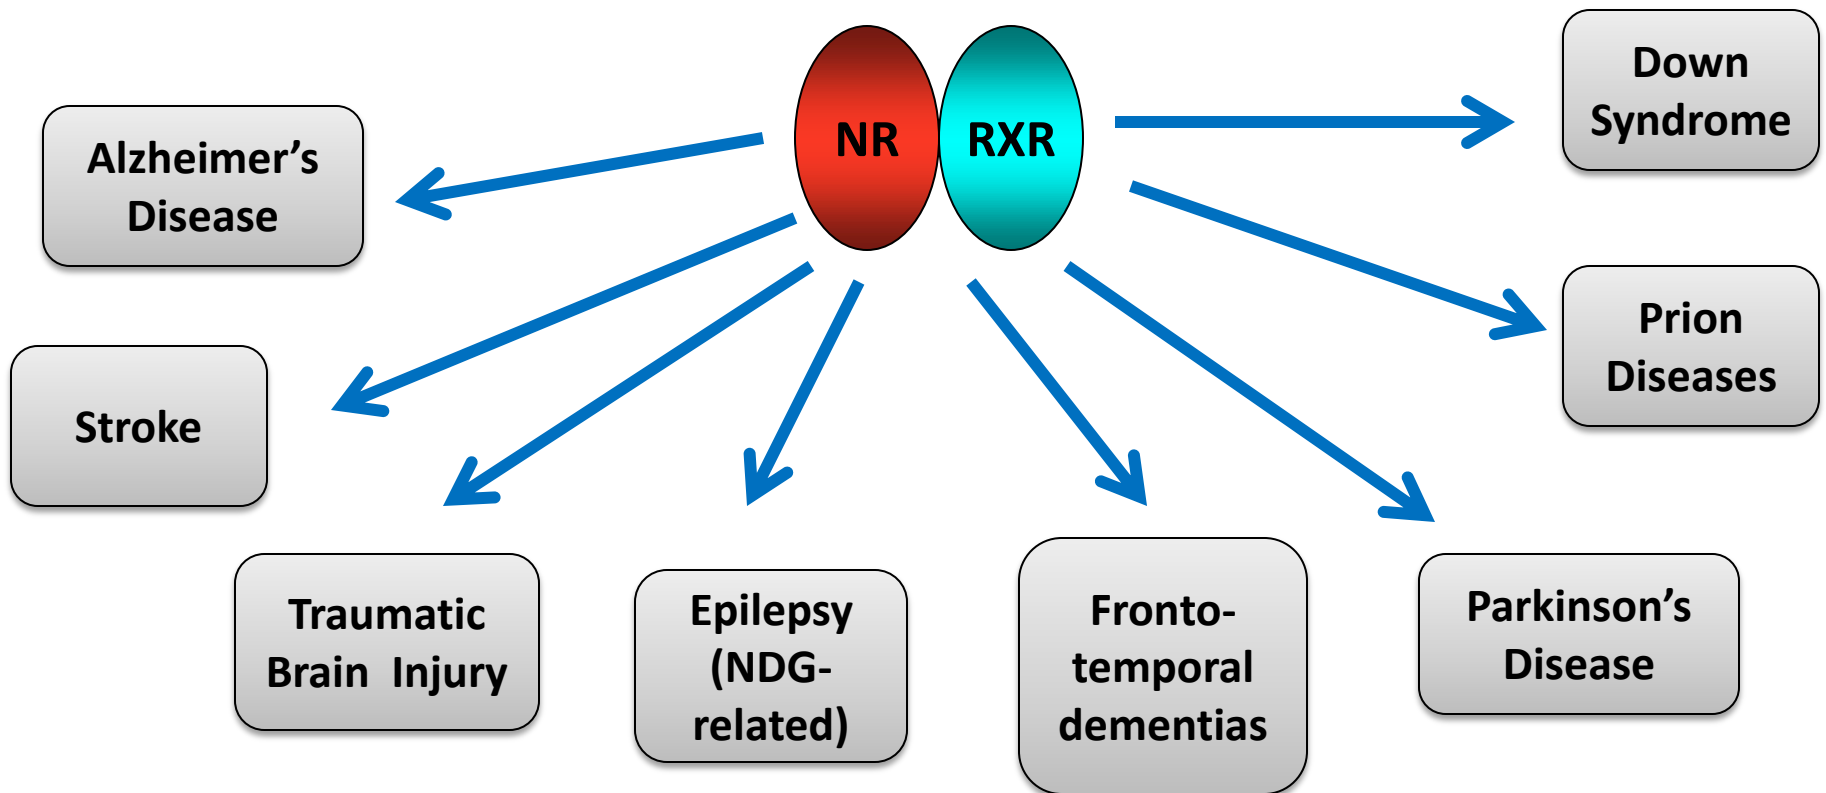 NR
RXR
Down
Syndrome
Alzheimer’s
Disease
Prion
Diseases
Stroke
Traumatic
Brain  Injury
Epilepsy
(NDG-
related)
Fronto-
temporal
dementias
Parkinson’s
Disease